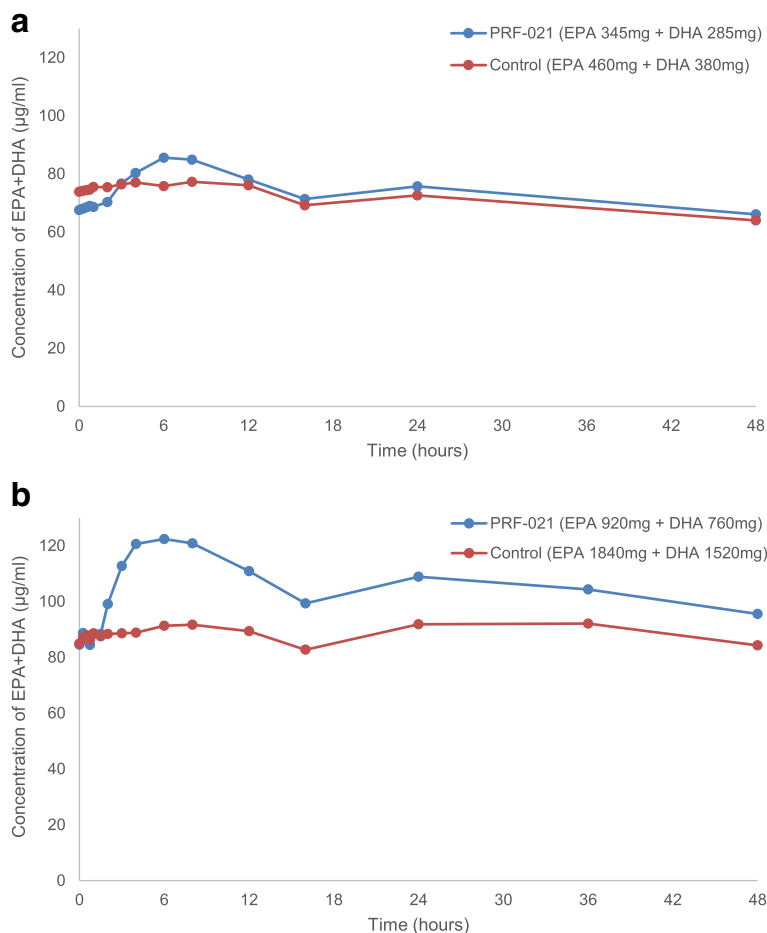 a
PRF-021 (EPA 345mg + DHA 285mg)
Control (EPA 460mg + DHA 380mg)
Concentration of EPA+DHA (µg/ml)
120
100
80
60
40
20
0
0 6 12 18 24 30 36 42 48
Time (hours)
b
PRF-021 (EPA 920mg + DHA 760mg)
Control (EPA 1840mg + DHA 1520mg)
Concentration of EPA+DHA (µg/ml)
120
100
80
60
40
20
0
0 6 12 18 24 30 36 42 48
Time (hours)